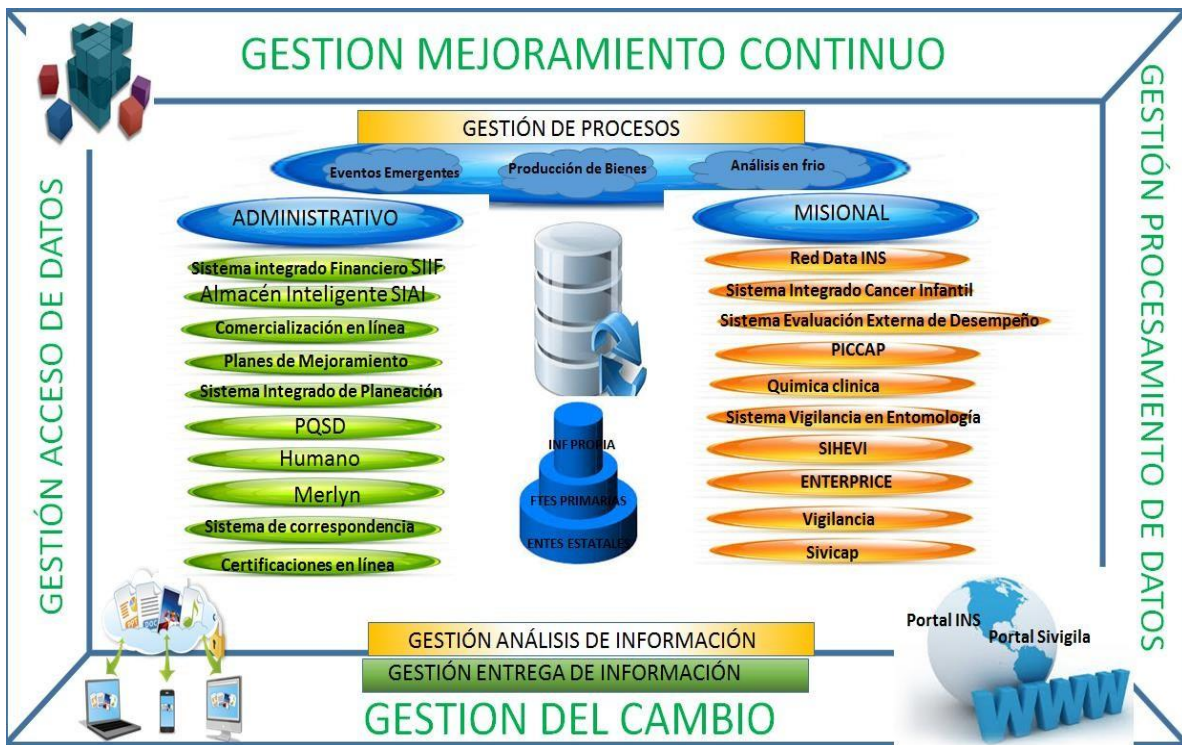 GESTION MEJORAMIENTO CONTINUO
GESTIÓN ACCESO DE DATOS
GESTIÓN PROCESAMIENTO DE DATOS
GESTIÓN DE PROCESOS
Eventos Emergentes
Producción de Bienes
Análisis en frio
ADMINISTRATIVO
Sistema integrado Financiero SIIF
Almacén Inteligente SIAI
Comercialización en línea
Planes de Mejoramiento
Sistema Integrado de Planeación
PQSD
Humano
Merlyn
Sistema de correspondencia
Certificaciones en línea
INF PROPIA
FTES PRIMARIAS
ENTES ESTATALES
MISIONAL
Red Data INS
Sistema Integrado Cancer Infantil
Sistema Evaluación Externa de Desempeño
PICCAP
Quimica clinica
Sistema Vigilancia en Entomología
SIHEVI
ENTERPRICE
Vigilancia
Sivicap
Portal INS
Portal Sivigila
WWW
GESTIÓN ANÁLISIS DE INFORMACIÓN
GESTIÓN ENTREGA DE INFORMACIÓN
GESTION DEL CAMBIO